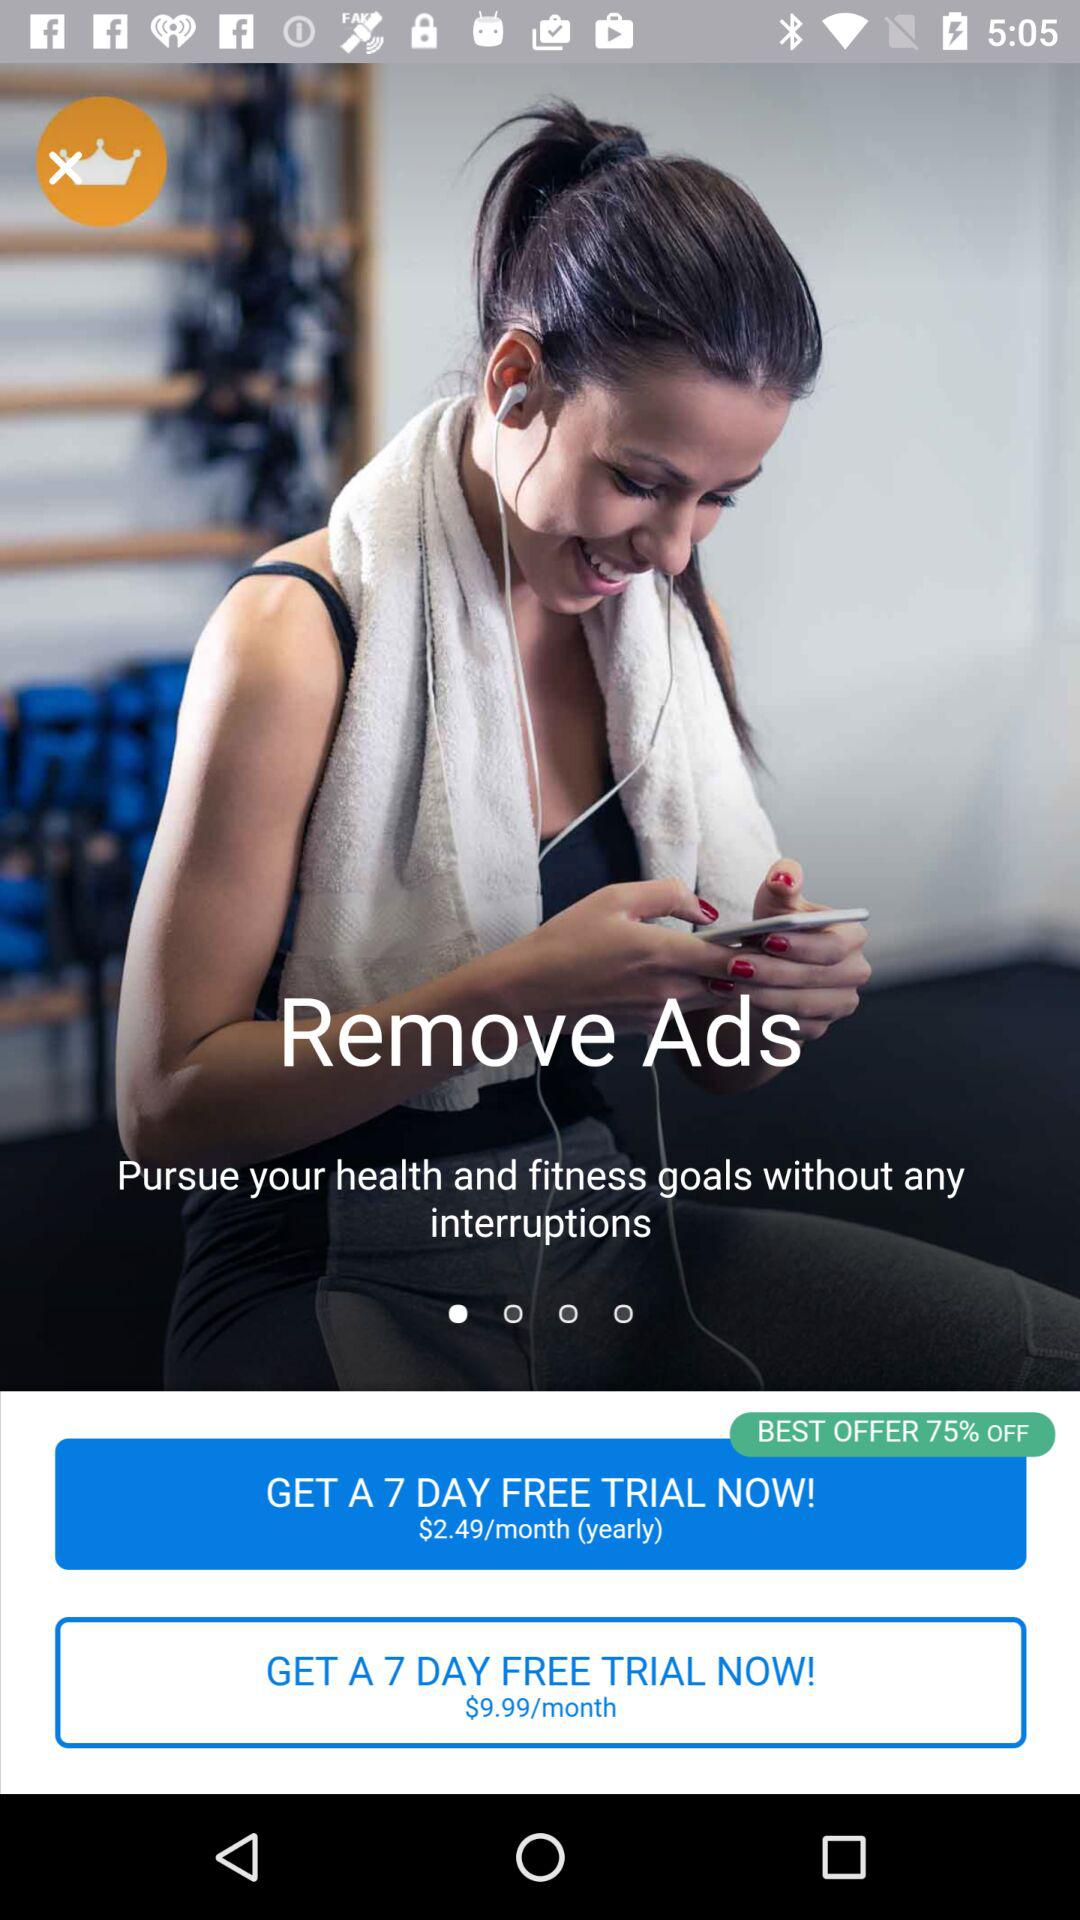 FAKE
5:05
Remove Ads
Pursue your health and fitness goals without any
interruptions
BEST OFFER 75% OFF
GET A 7 DAY FREE TRIAL NOW!
$2.49/month (yearly)
GET A 7 DAY FREE TRIAL NOW!
$9.99/month